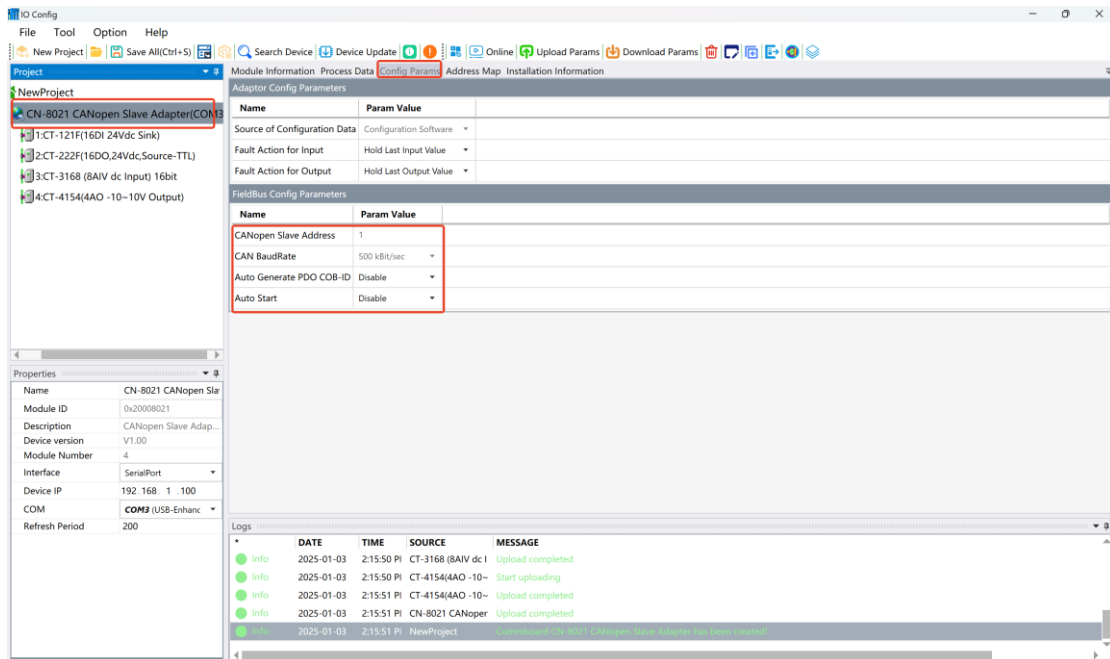 IO Config
File Tool Option Help
New Project Save All(Ctrl+S) Search Device Device Update Online Upload Params Download Params
Project
NewProject
CN-8021 CANopen Slave Adapter(COM3
1:CT-121F(16DI 24Vdc Sink)
2:CT-222F(16DO,24Vdc,Source-TTL)
3:CT-3168 (8AIV dc Input) 16bit
4:CT-4154(4AO -10~10V Output)
Module Information Process Data Config Params Address Map Installation Information
Adaptor Config Parameters
Name Param Value
Source of Configuration Data Configuration Software
Fault Action for Input Hold Last Input Value
Fault Action for Output Hold Last Output Value
FieldBus Config Parameters
Name Param Value
CANopen Slave Address 1
CAN BaudRate 500 kBit/sec
Auto Generate PDO COB-ID Disable
Auto Start Disable
Properties
Name CN-8021 CANopen Sla
Module ID 0x20008021
Description CANopen Slave Adap...
Device version V1.00
Module Number 4
Interface SerialPort
Device IP 192 . 168 . 1 . 100
COM COM3 (USB-Enhanc
Refresh Period 200
Logs
* DATE TIME SOURCE MESSAGE
Info 2025-01-03 2:15:50 PI CT-3168 (8AIV dc I Upload completed
Info 2025-01-03 2:15:50 PI CT-4154(4AO -10~ Start uploading
Info 2025-01-03 2:15:51 PI CT-4154(4AO -10~ Upload completed
Info 2025-01-03 2:15:51 PI CN-8021 CANoper Upload completed
Info 2025-01-03 2:15:51 PI NewProject Commboard CN-8021 CANopen Slave Adapter has been created!